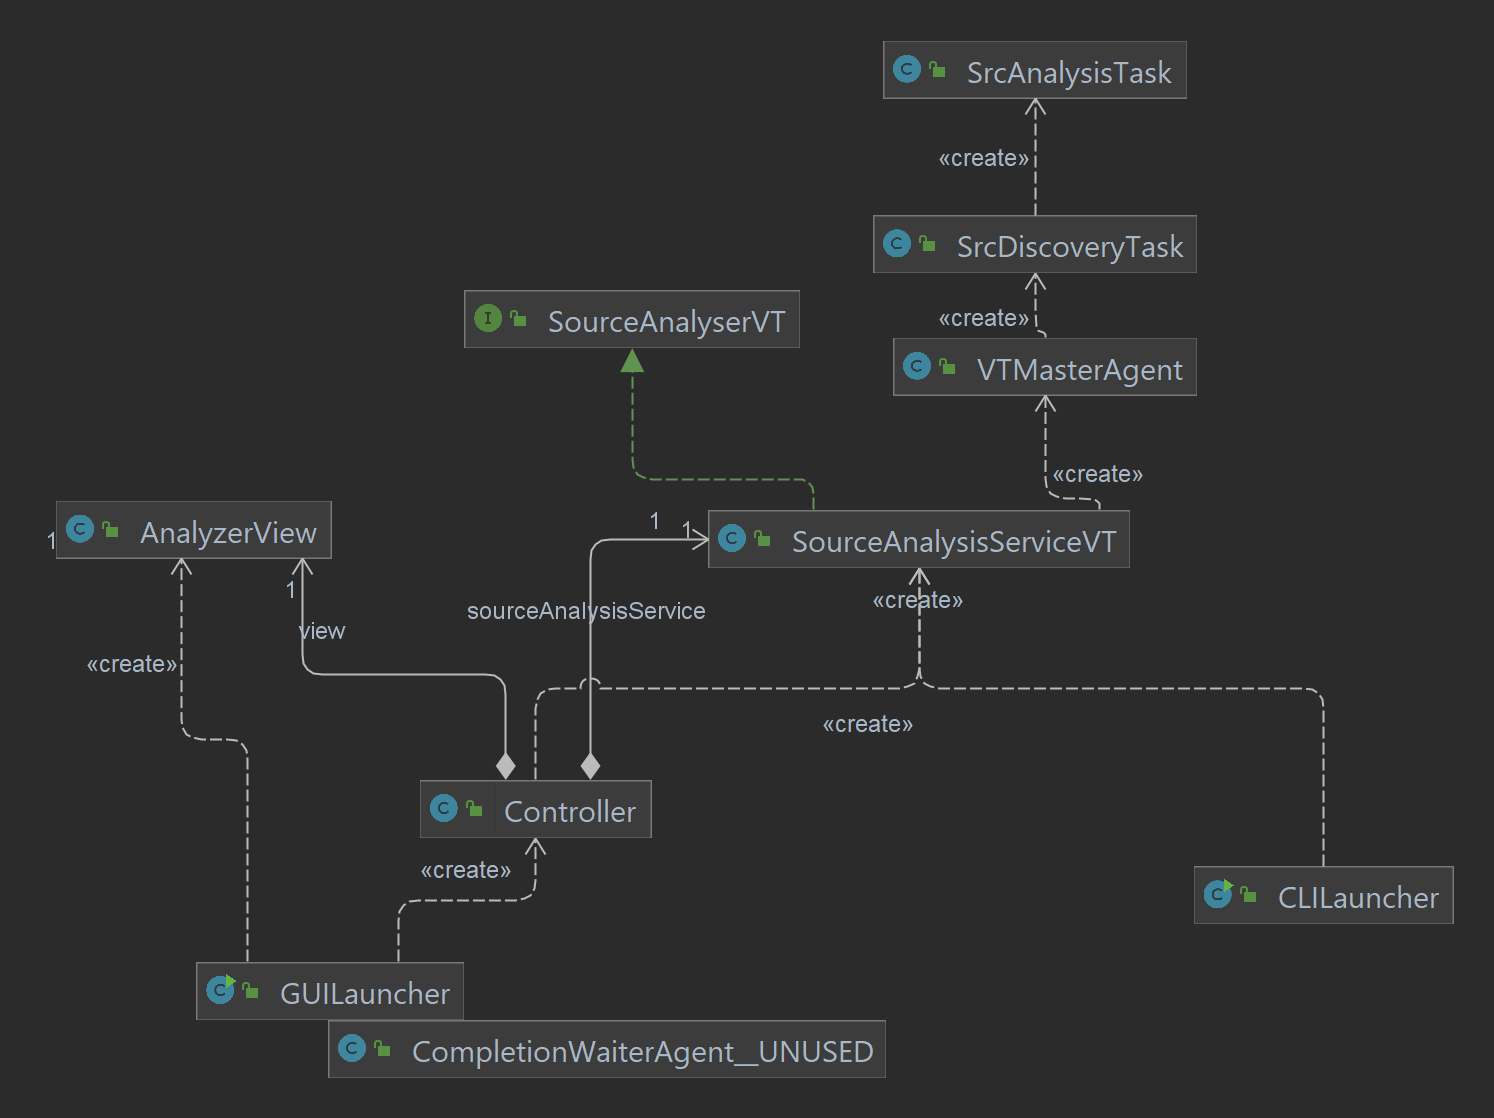 SrcAnalysisTask
«create»
SrcDiscoveryTask
«create»
SourceAnalyserVT
VTMasterAgent
«create»
AnalyzerView
1
1
1
SourceAnalysisServiceVT
1
«create»
sourceAnalysisService
view
«create»
«create»
Controller
«create»
CLILauncher
GUILauncher
CompletionWaiterAgent__UNUSED